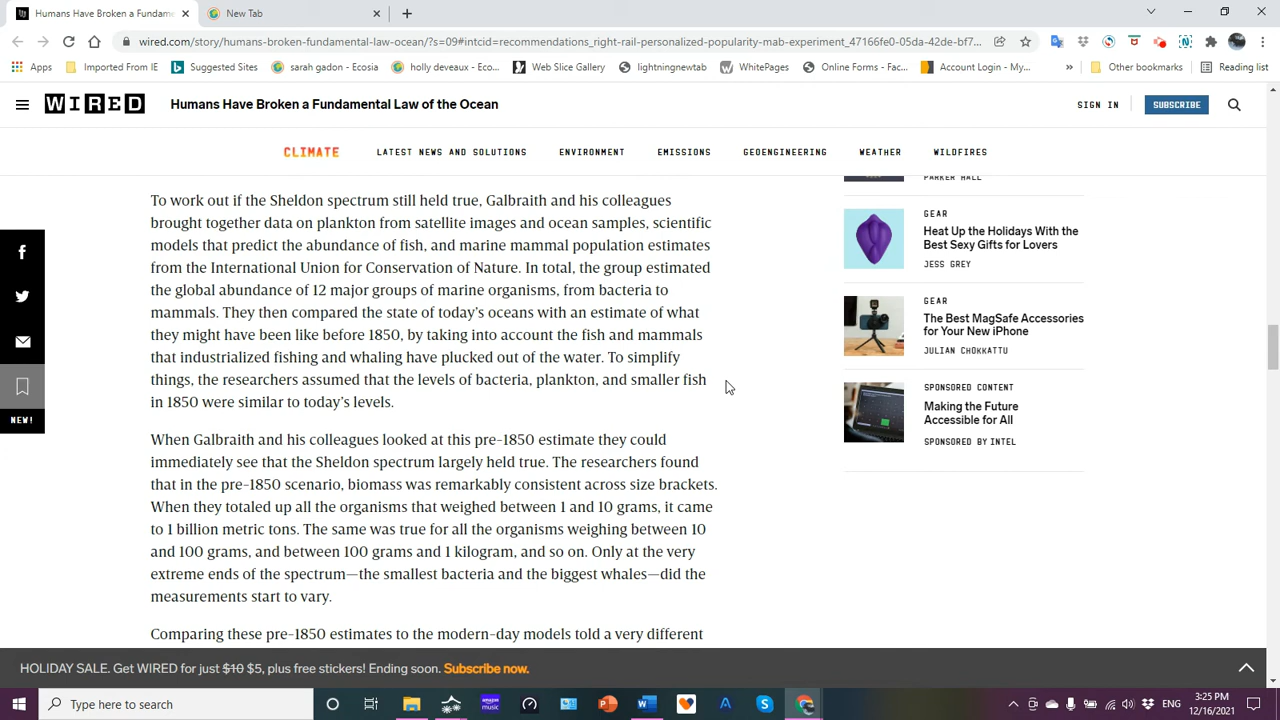 Humans Have Broken a Fundam
New Tab
wired.com/story/humans-broken-fundamental-law-ocean/?s=09#intcid=recommendations_right-rail-personalized-popularity-mab-experiment_47166fe0-05da-42de-bf7...
Apps
Imported From IE
Suggested Sites
sarah gadon - Ecosia
holly deveaux - Eco...
Web Slice Gallery
lightningnewtab
WhitePages
Online Forms - Fac...
Account Login - My...
»
Other bookmarks
Reading list
WIRED
Humans Have Broken a Fundamental Law of the Ocean
SIGN IN
SUBSCRIBE
CLIMATE
LATEST NEWS AND SOLUTIONS
ENVIRONMENT
EMISSIONS
GEOENGINEERING
WEATHER
WILDFIRES
To work out if the Sheldon spectrum still held true, Galbraith and his colleagues
brought together data on plankton from satellite images and ocean samples, scientific
models that predict the abundance of fish, and marine mammal population estimates
from the International Union for Conservation of Nature. In total, the group estimated
the global abundance of 12 major groups of marine organisms, from bacteria to
mammals. They then compared the state of today's oceans with an estimate of what
they might have been like before 1850, by taking into account the fish and mammals
that industrialized fishing and whaling have plucked out of the water. To simplify
things, the researchers assumed that the levels of bacteria, plankton, and smaller fish
in 1850 were similar to today's levels.
When Galbraith and his colleagues looked at this pre-1850 estimate they could
immediately see that the Sheldon spectrum largely held true. The researchers found
that in the pre-1850 scenario, biomass was remarkably consistent across size brackets.
When they totaled up all the organisms that weighed between 1 and 10 grams, it came
to 1 billion metric tons. The same was true for all the organisms weighing between 10
and 100 grams, and between 100 grams and 1 kilogram, and so on. Only at the very
extreme ends of the spectrum—the smallest bacteria and the biggest whales—did the
measurements start to vary.
Comparing these pre-1850 estimates to the modern-day models told a very different
PARKER HALL
GEAR
Heat Up the Holidays With the
Best Sexy Gifts for Lovers
JESS GREY
GEAR
The Best MagSafe Accessories
for Your New iPhone
JULIAN CHOKKATTU
SPONSORED CONTENT
Making the Future
Accessible for All
SPONSORED BY INTEL
NEW!
HOLIDAY SALE. Get WIRED for just $10 $5, plus free stickers! Ending soon. Subscribe now.
Type here to search
amazon
music
ENG
3:25 PM
12/16/2021